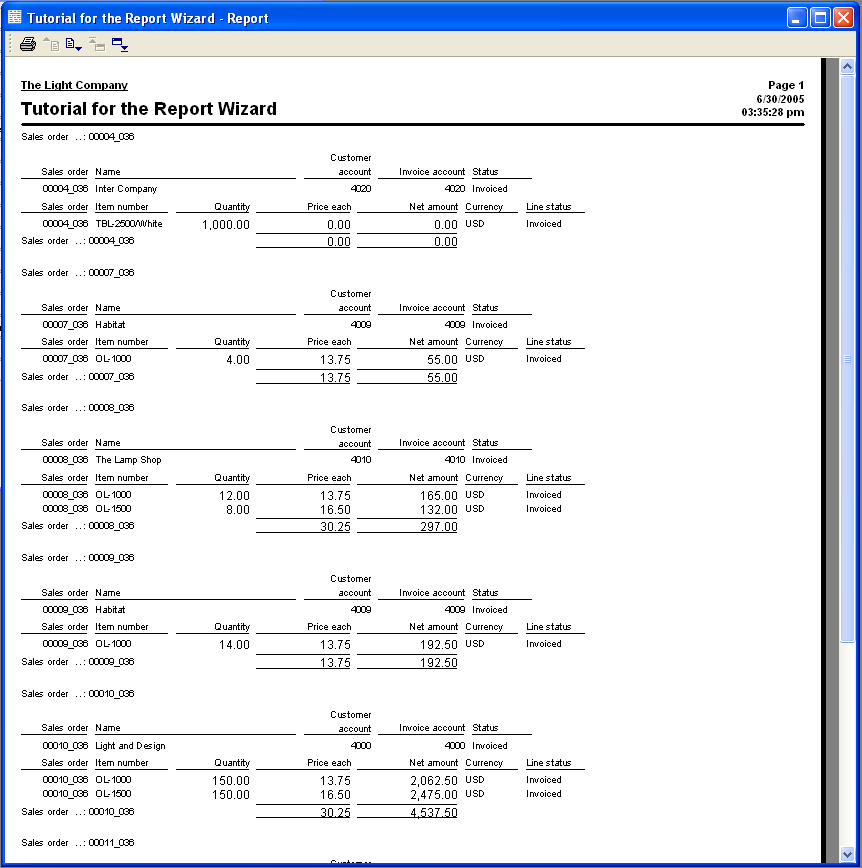 Tutorial for the Report Wizard - Report
The Light Company Page 1
Tutorial for the Report Wizard 6/30/2005
03:35:28 pm
Sales order ..: 00004_036
Customer
Sales order Name account Invoice account Status
00004_036 Inter Company 4020 4020 Invoiced
Sales order Item number Quantity Price each Net amount Currency Line status
00004_036 TBL-2500/White 1,000.00 0.00 0.00 USD Invoiced
Sales order ..: 00004_036 0.00 0.00
Sales order ..: 00007_036
Customer
Sales order Name account Invoice account Status
00007_036 Habitat 4009 4009 Invoiced
Sales order Item number Quantity Price each Net amount Currency Line status
00007_036 OL-1000 4.00 13.75 55.00 USD Invoiced
Sales order ..: 00007_036 13.75 55.00
Sales order ..: 00008_036
Customer
Sales order Name account Invoice account Status
00008_036 The Lamp Shop 4010 4010 Invoiced
Sales order Item number Quantity Price each Net amount Currency Line status
00008_036 OL-1000 12.00 13.75 165.00 USD Invoiced
00008_036 OL-1500 8.00 16.50 132.00 USD Invoiced
Sales order ..: 00008_036 30.25 297.00
Sales order ..: 00009_036
Customer
Sales order Name account Invoice account Status
00009_036 Habitat 4009 4009 Invoiced
Sales order Item number Quantity Price each Net amount Currency Line status
00009_036 OL-1000 14.00 13.75 192.50 USD Invoiced
Sales order ..: 00009_036 13.75 192.50
Sales order ..: 00010_036
Customer
Sales order Name account Invoice account Status
00010_036 Light and Design 4000 4000 Invoiced
Sales order Item number Quantity Price each Net amount Currency Line status
00010_036 OL-1000 150.00 13.75 2,062.50 USD Invoiced
00010_036 OL-1500 150.00 16.50 2,475.00 USD Invoiced
Sales order ..: 00010_036 30.25 4,537.50
Sales order ..: 00011_036
Customer